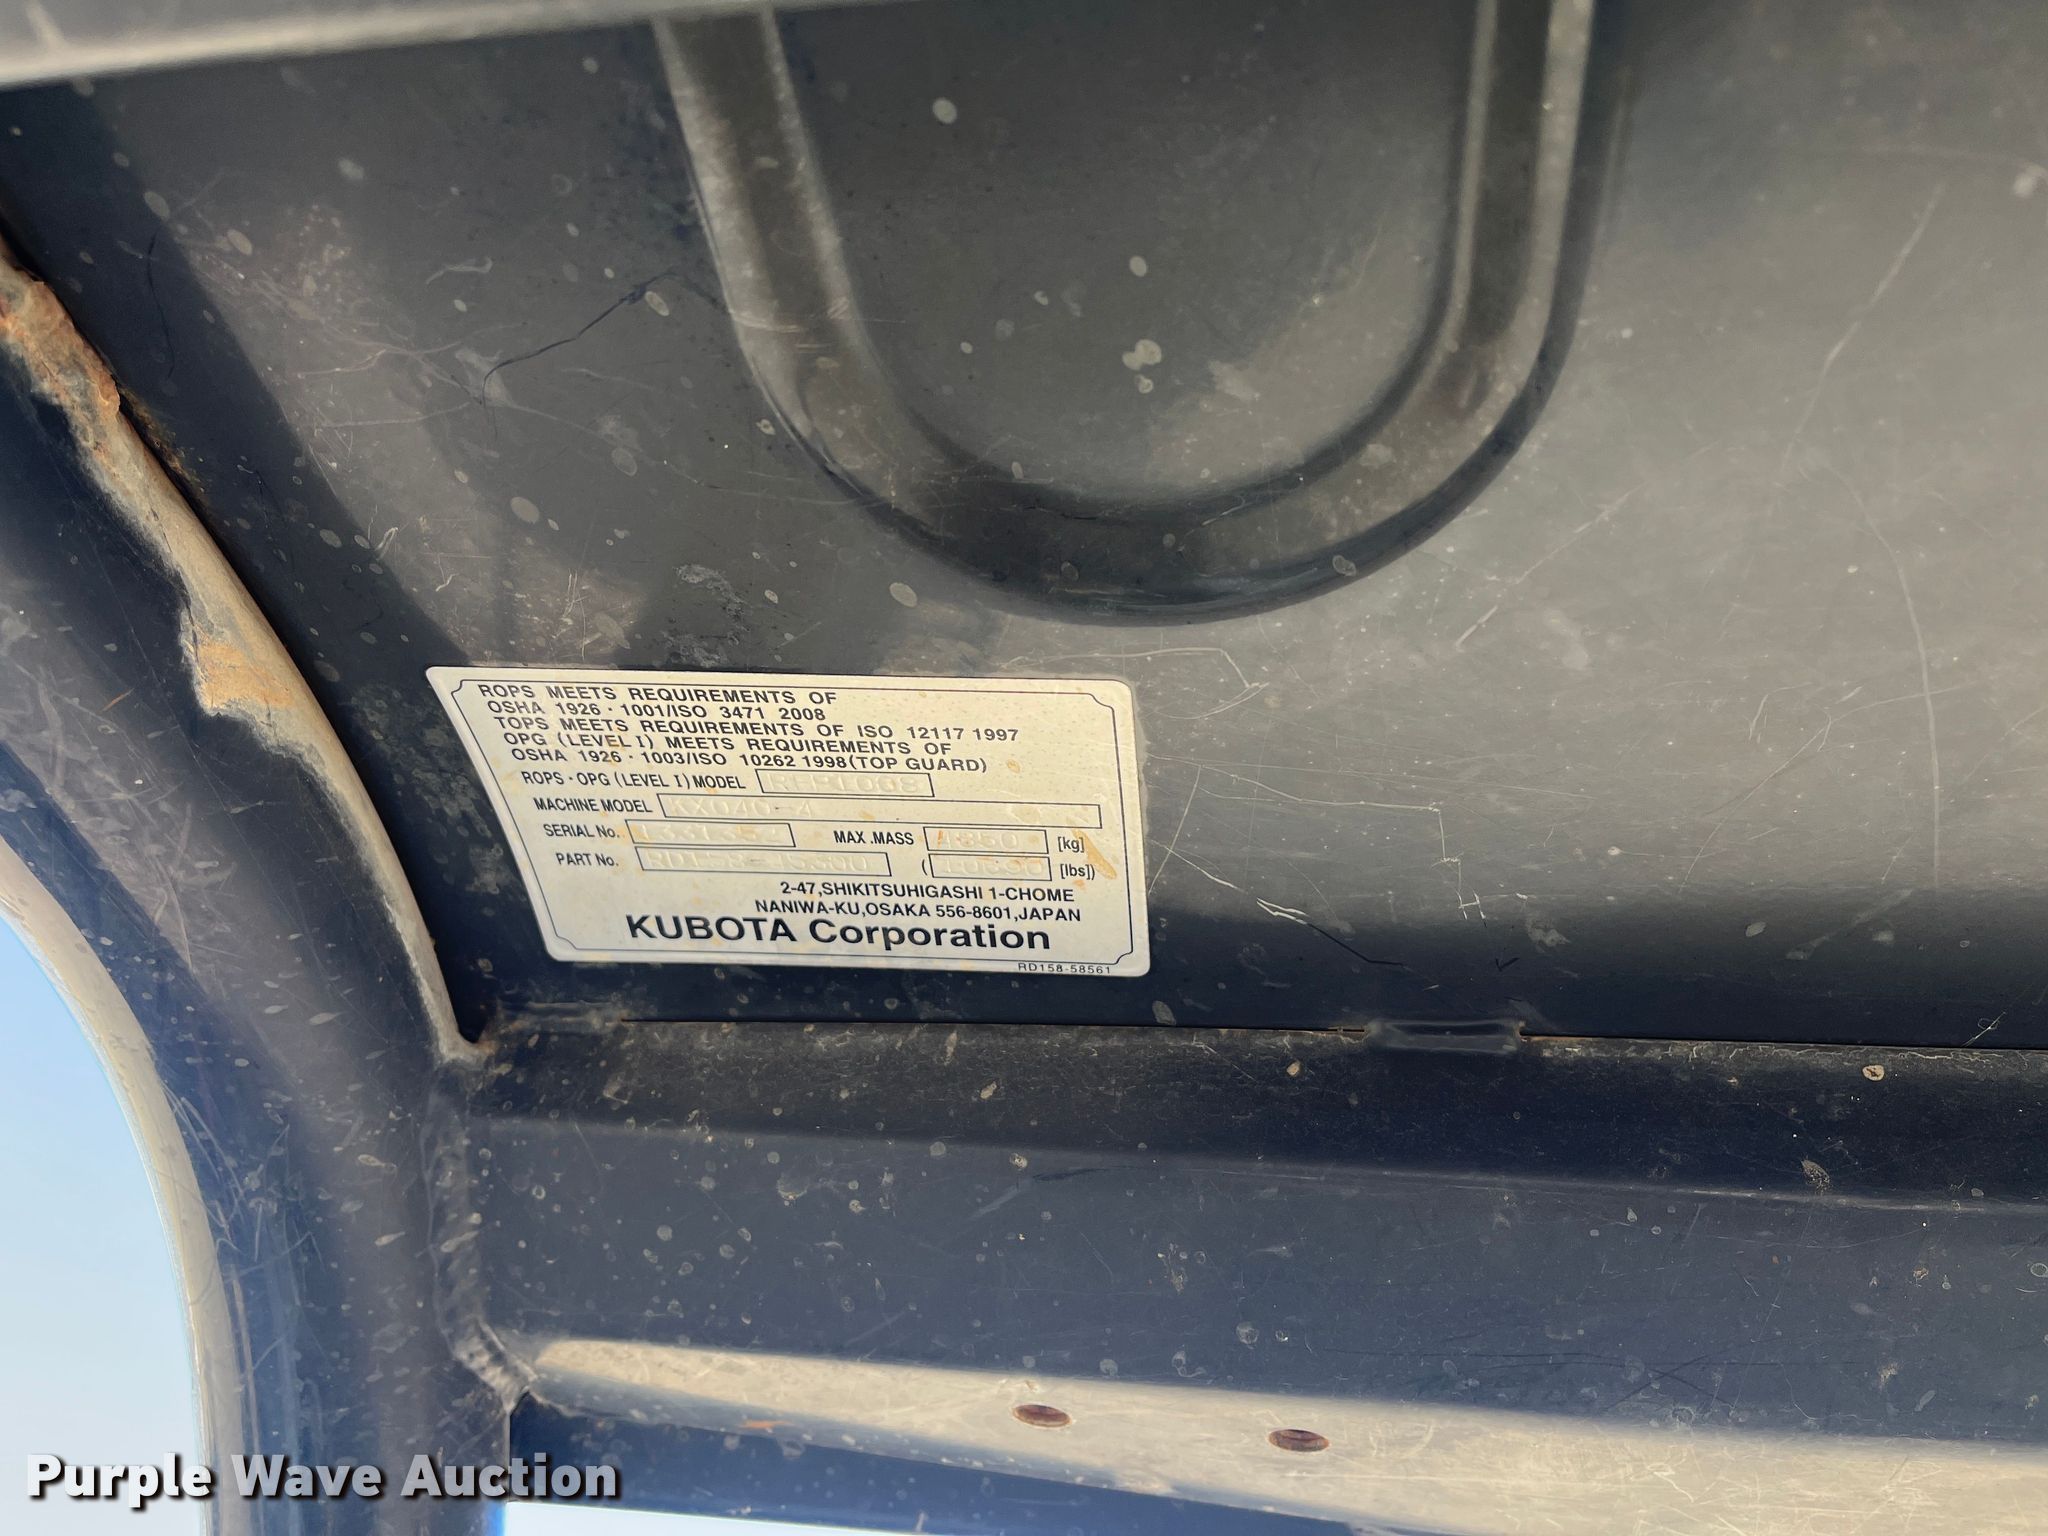 ROPS MEETS REQUIREMENTS OF
OSHA 1926 · 1001/ISO 3471 2008
TOPS MEETS REQUIREMENTS OF ISO 12117 1997
OPG (LEVEL I) MEETS REQUIREMENTS OF
OSHA 1926 · 1003/ISO 10262 1998(TOP GUARD)
ROPS · OPG (LEVEL I) MODEL
MACHINE MODEL KX040-4
SERIAL No.
MAX .MASS 4850 [kg]
PART No.
( [lbs])
2-47,SHIKITSUHIGASHI 1-CHOME
NANIWA-KU,OSAKA 556-8601,JAPAN
KUBOTA Corporation
RD158-58561
Purple Wave Auction